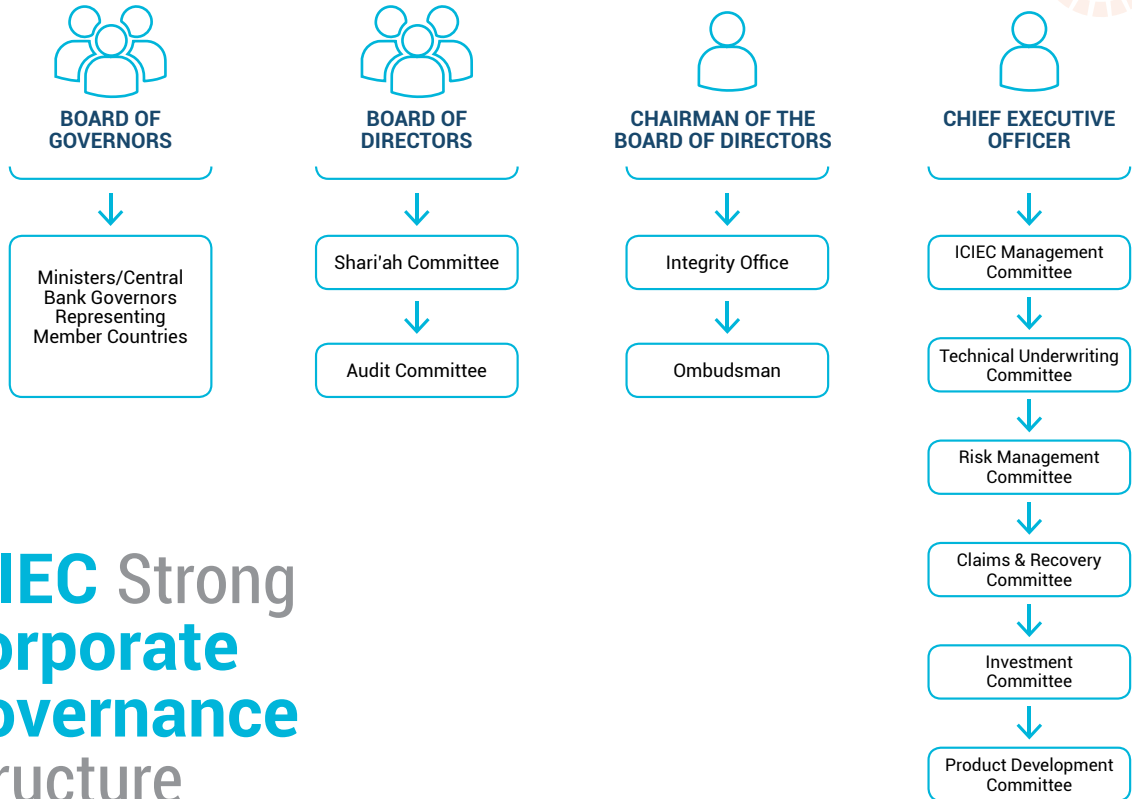 BOARD OF
GOVERNORS
Ministers/Central
Bank Governors
Representing
Member Countries
BOARD OF
DIRECTORS
Shari'ah Committee
Audit Committee
CHAIRMAN OF THE
BOARD OF DIRECTORS
Integrity Office
Ombudsman
CHIEF EXECUTIVE
OFFICER
ICIEC Management
Committee
Technical Underwriting
Committee
Risk Management
Committee
Claims & Recovery
Committee
Investment
Committee
Product Development
Committee
IEC Strong
orporate
overnance
ructure